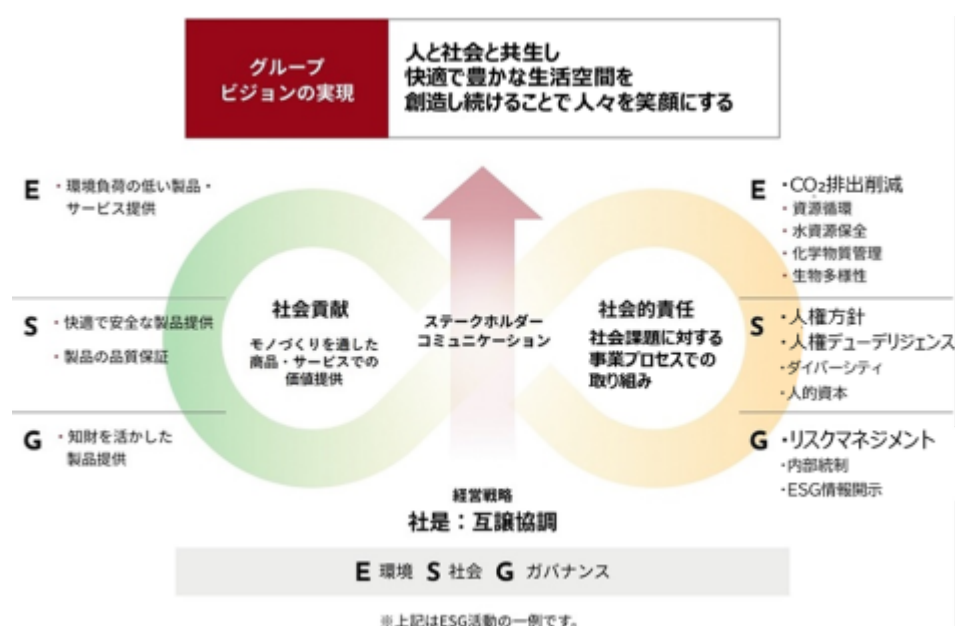 グループ
ビジョンの実現
人と社会と共生し
快適で豊かな生活空間を
創造し続けることで人々を笑顔にする
E
・環境負荷の低い製品・
サービス提供
S
・快適で安全な製品提供
・製品の品質保証
G
・知財を活かした
製品提供
社会貢献
モノづくりを通した
商品・サービスでの
価値提供
ステークホルダー
コミュニケーション
社会的責任
社会課題に対する
事業プロセスでの
取り組み
E
・CO₂排出削減
・資源循環
・水資源保全
・化学物質管理
・生物多様性
S
・人権方針
・人権デューデリジェンス
・ダイバーシティ
・人的資本
G
・リスクマネジメント
・内部統制
・ESG情報開示
経営戦略
社是：互譲協調
E 環境 S 社会 G ガバナンス
※上記はESG活動の一例です。